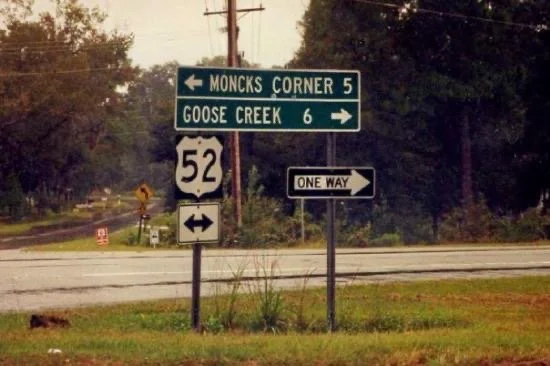 MONCKS CORNER 5
GOOSE CREEK 6
52
ONE WAY